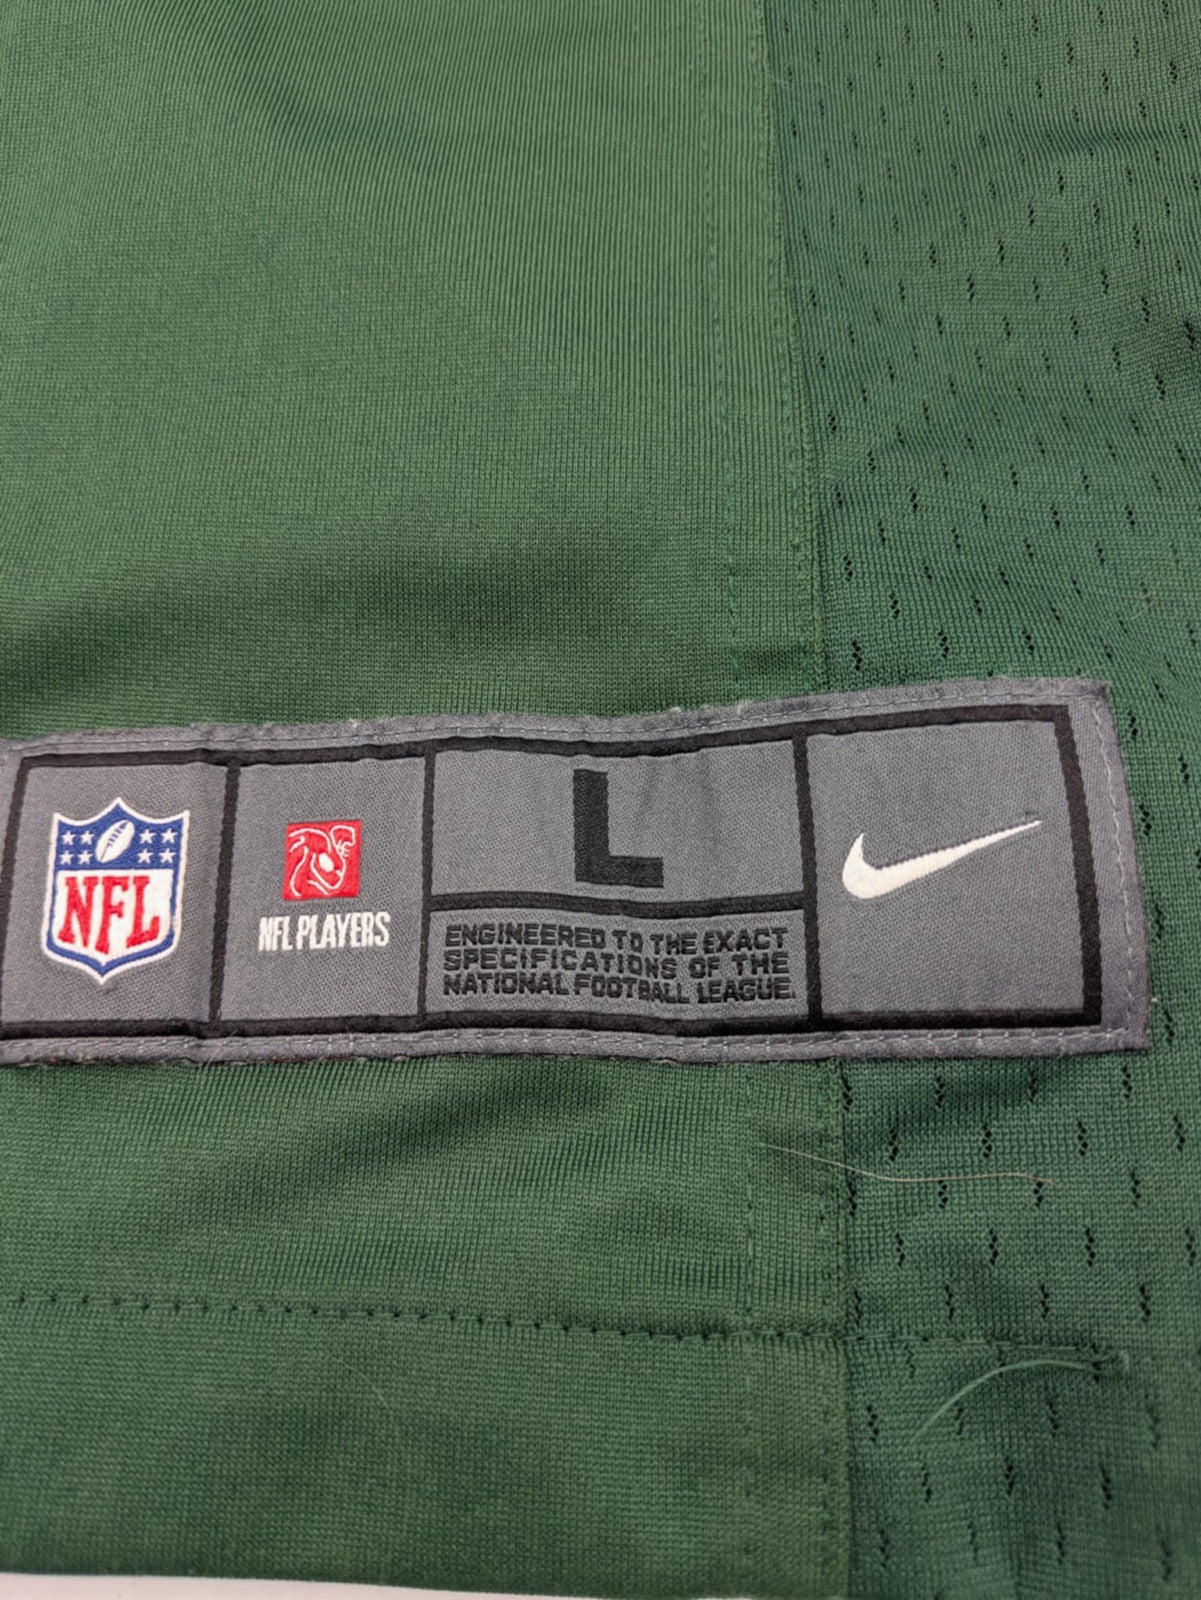 NFL
NFL PLAYERS
L
ENGINEERED TO THE EXACT
SPECIFICATIONS OF THE
NATIONAL FOOTBALL LEAGUE.